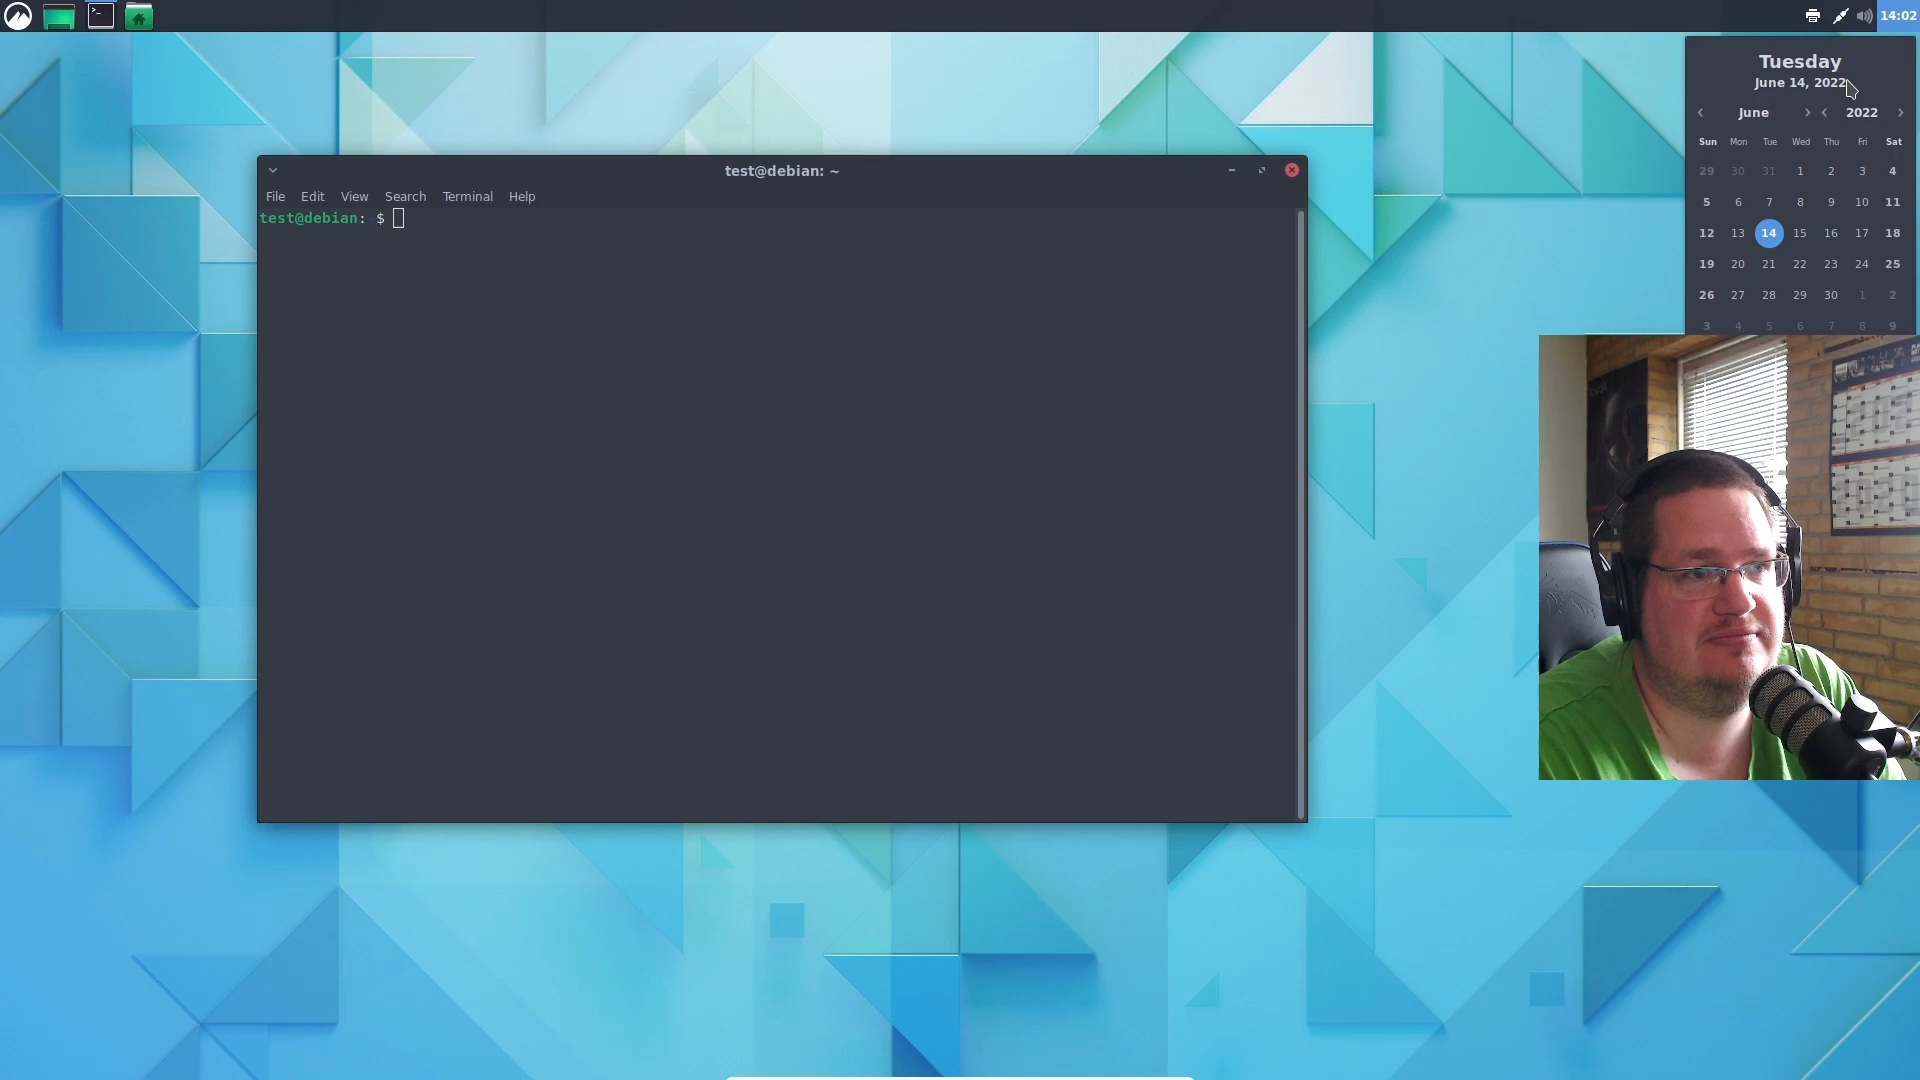 14:02
Tuesday
June 14, 2022
June 2022
Sun Mon Tue Wed Thu Fri Sat
29 30 31 1 2 3 4
5 6 7 8 9 10 11
12 13 14 15 16 17 18
19 20 21 22 23 24 25
26 27 28 29 30 1 2
3 4 5 6 7 8 9
test@debian: ~
File Edit View Search Terminal Help
test@debian: $